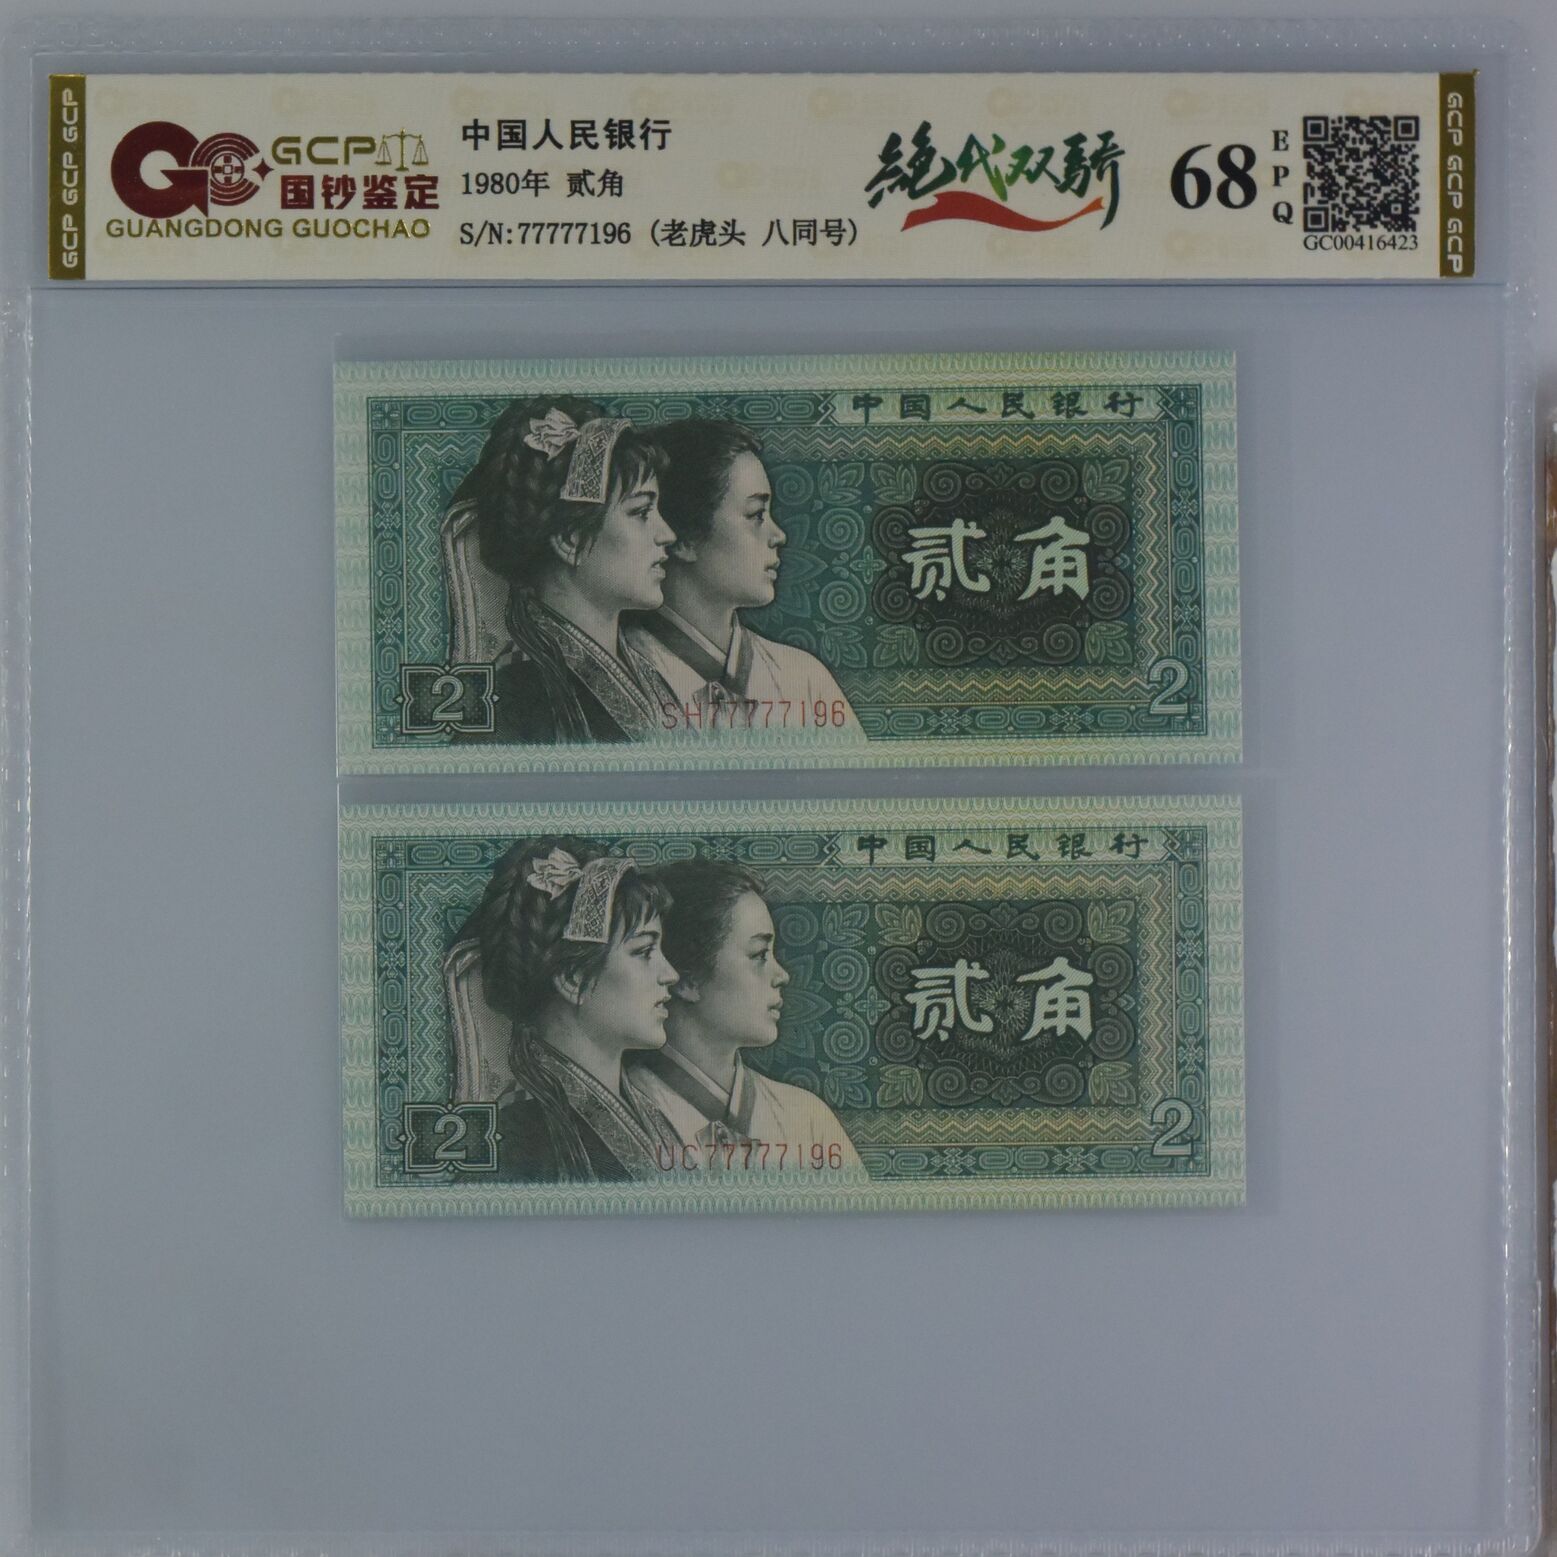 GCP GCP GCP
GCP
国钞鉴定
GUANGDONG GUOCHAO
中国人民银行
1980年 贰角
S/N:77777196 (老虎头 八同号)
絕代双骄
68
EPQ
GC00416423
GCP GCP GCP
中国人民银行
贰角
2
SH77777196
2
中国人民银行
贰角
2
UC77777196
2